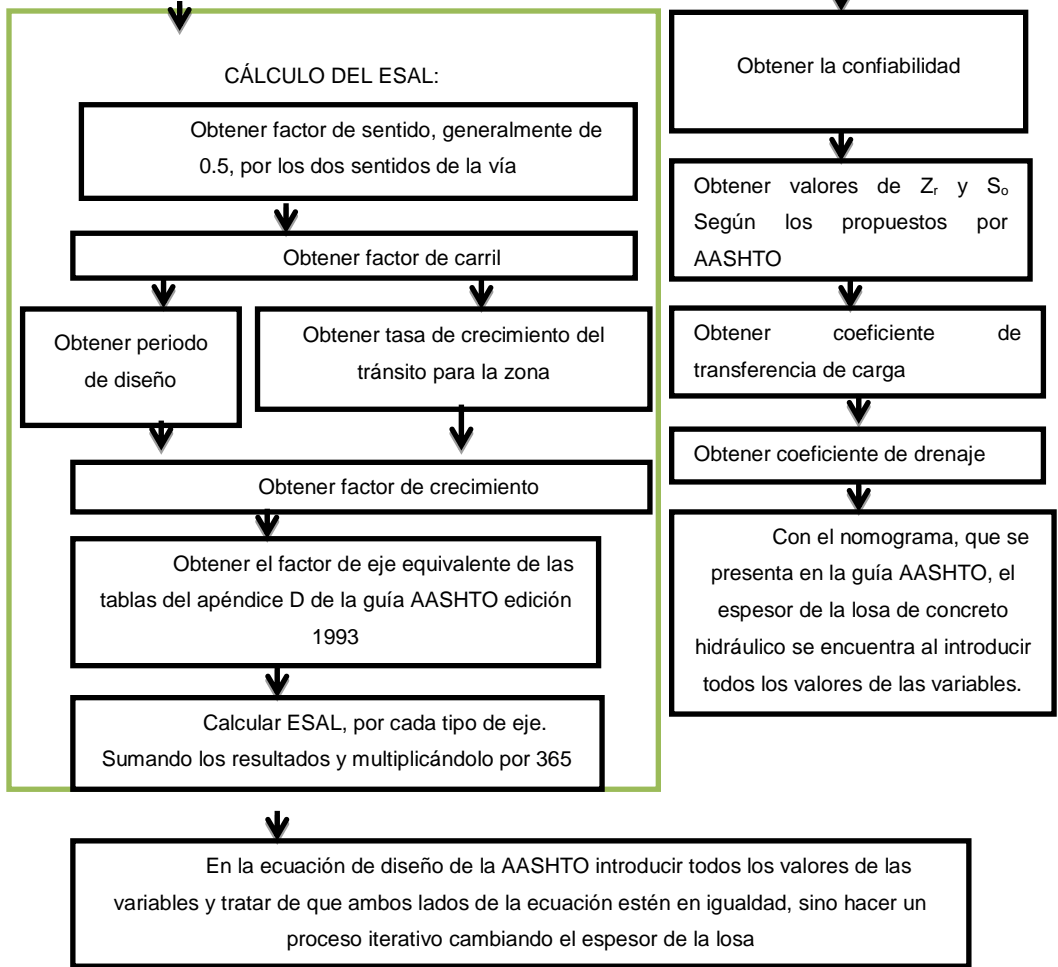 CÁLCULO DEL ESAL:
Obtener factor de sentido, generalmente de
0.5, por los dos sentidos de la vía
Obtener factor de carril
Obtener periodo
de diseño
Obtener tasa de crecimiento del
tránsito para la zona
Obtener factor de crecimiento
Obtener el factor de eje equivalente de las
tablas del apéndice D de la guía AASHTO edición
1993
Calcular ESAL, por cada tipo de eje.
Sumando los resultados y multiplicándolo por 365
Obtener la confiabilidad
Obtener valores de Zr y So
Según los propuestos por
AASHTO
Obtener coeficiente de
transferencia de carga
Obtener coeficiente de drenaje
Con el nomograma, que se
presenta en la guía AASHTO, el
espesor de la losa de concreto
hidráulico se encuentra al introducir
todos los valores de las variables.
En la ecuación de diseño de la AASHTO introducir todos los valores de las
variables y tratar de que ambos lados de la ecuación estén en igualdad, sino hacer un
proceso iterativo cambiando el espesor de la losa